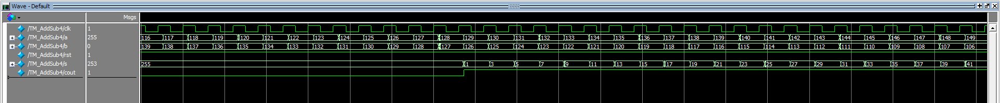 Wave - Default
Msgs
/TM_AddSub4/clk 1
/TM_AddSub4/a 255 116 117 118 119 120 121 122 123 124 125 126 127 128 129 130 131 132 133 134 135 136 137 138 139 140 141 142 143 144 145 146 147 148 149
/TM_AddSub4/b 0 139 138 137 136 135 134 133 132 131 130 129 128 127 126 125 124 123 122 121 120 119 118 117 116 115 114 113 112 111 110 109 108 107 106
/TM_AddSub4/rst 1
/TM_AddSub4/s 253 255 1 3 5 7 9 11 13 15 17 19 21 23 25 27 29 31 33 35 37 39 41
/TM_AddSub4/cout 1